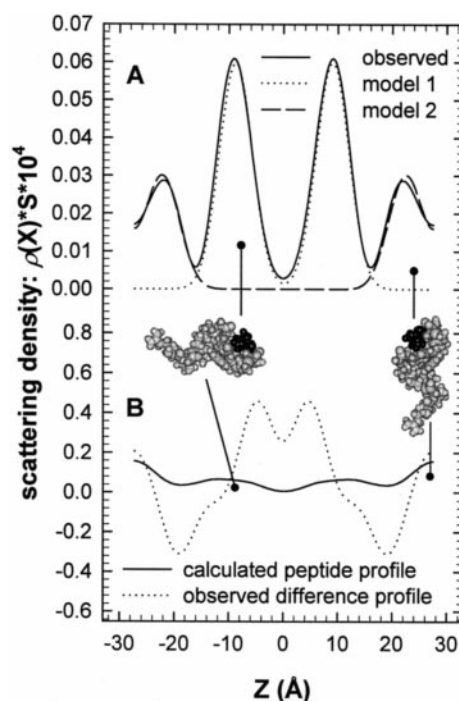 0.07
0.06
0.05
0.04
0.03
0.02
0.01
0.00
A
observed
model 1
model 2
scattering density: ρ(X)*S*10⁴
0.8
0.6
0.4
0.2
0.0
-0.2
-0.4
-0.6
B
calculated peptide profile
observed difference profile
-30 -20 -10 0 10 20 30
Z (Å)